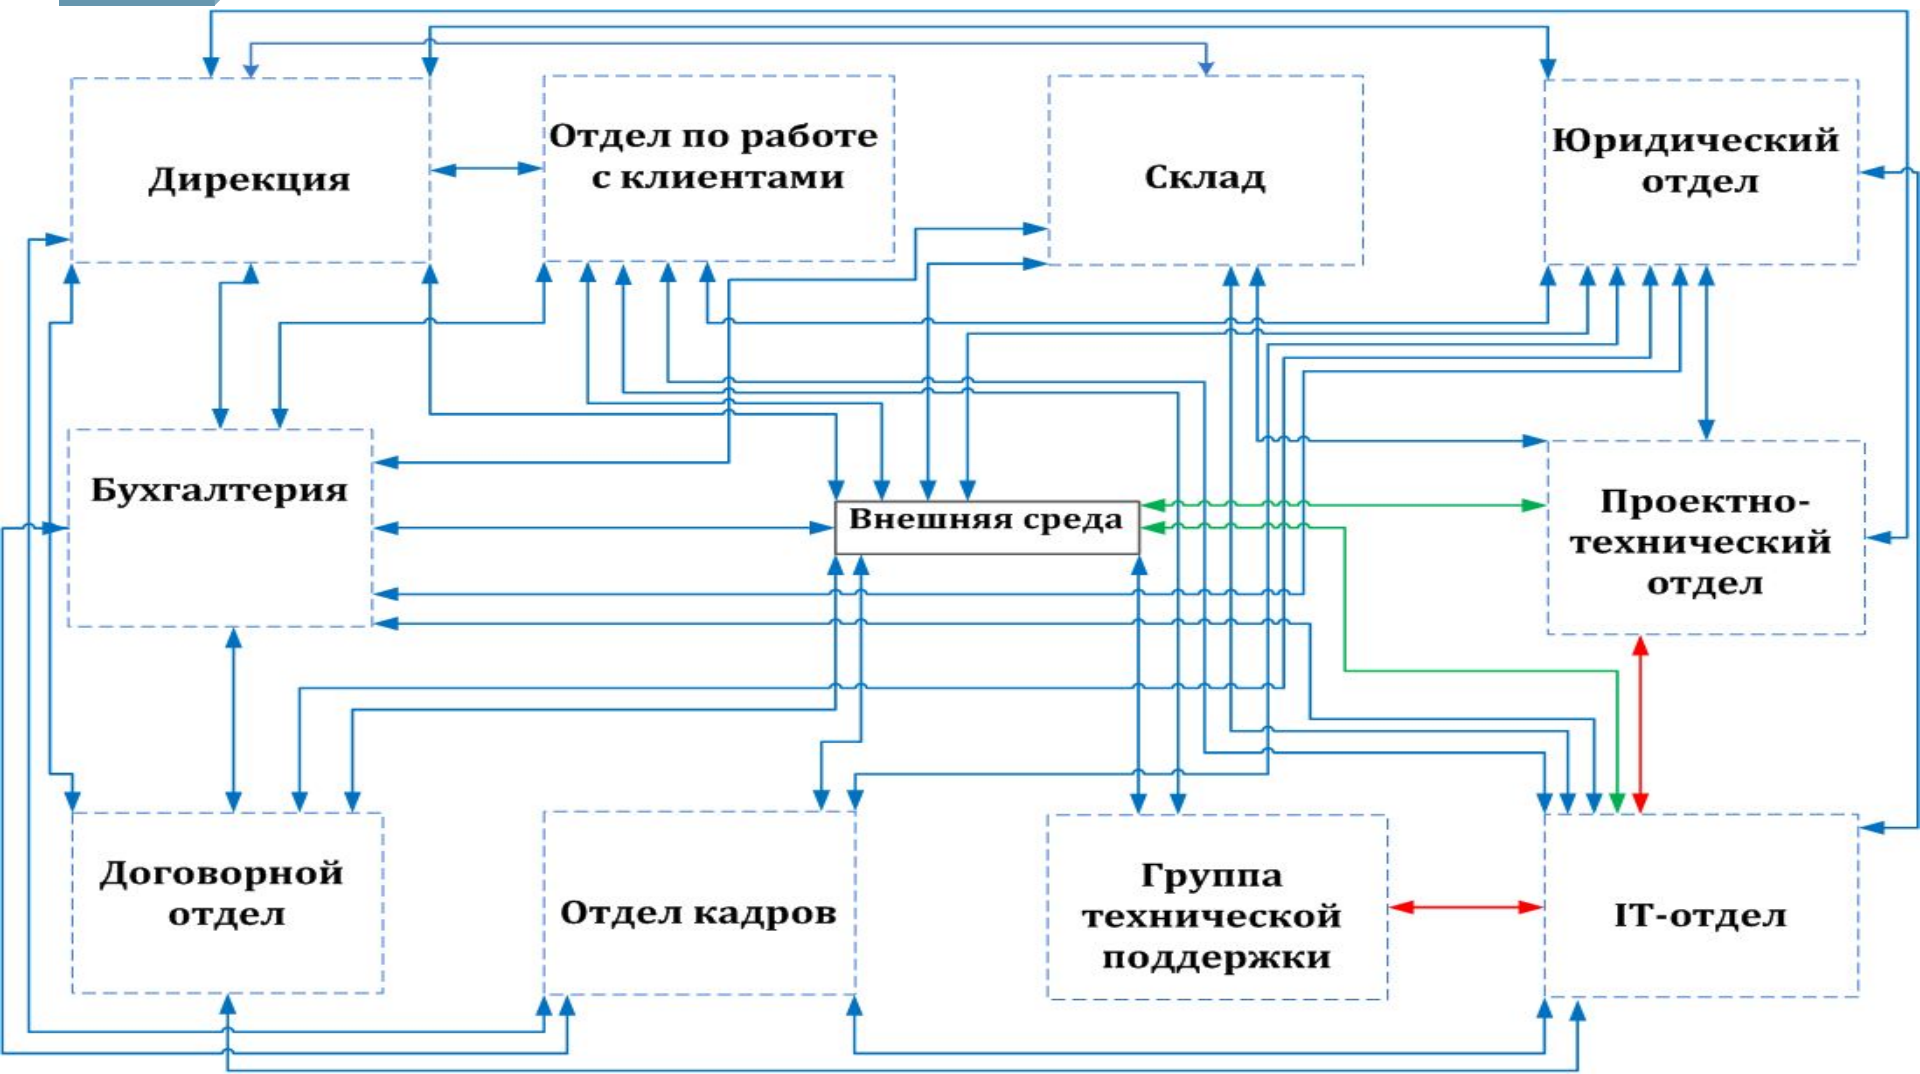 Дирекция
Отдел по работе
с клиентами
Склад
Юридический
отдел
Бухгалтерия
Внешняя среда
Проектно-
технический
отдел
Договорной
отдел
Отдел кадров
Группа
технической
поддержки
IT-отдел